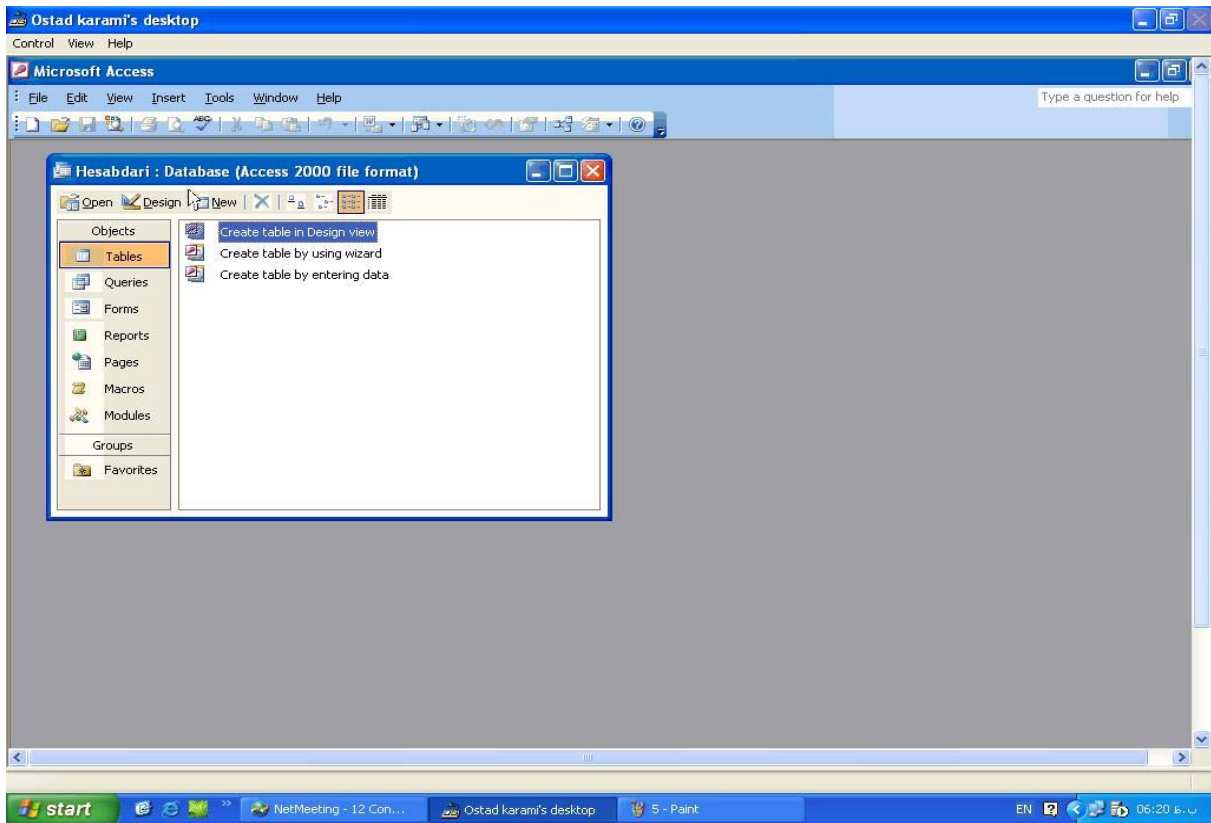 Ostad karami's desktop
Control View Help
Microsoft Access
File Edit View Insert Tools Window Help Type a question for help
Hesabdari : Database (Access 2000 file format)
Open Design New
Objects
Tables
Queries
Forms
Reports
Pages
Macros
Modules
Groups
Favorites
Create table in Design view
Create table by using wizard
Create table by entering data
start NetMeeting - 12 Con... Ostad karami's desktop 5 - Paint EN 06:20 ب.ظ